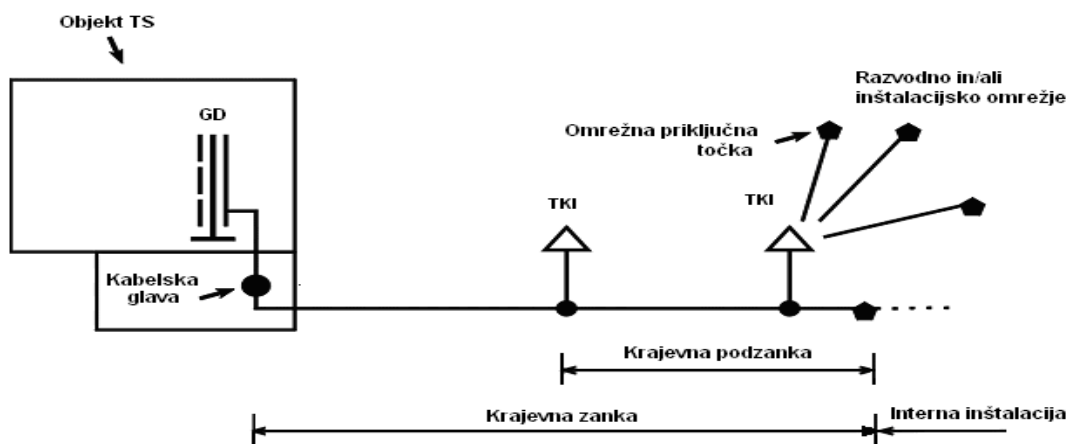 Objekt TS
GD
Kabelska
glava
TKI
TKI
Omrežna priključna
točka
Razvodno in/ali
inštalacijsko omrežje
Krajevna podzanka
Krajevna zanka
Interna inštalacija